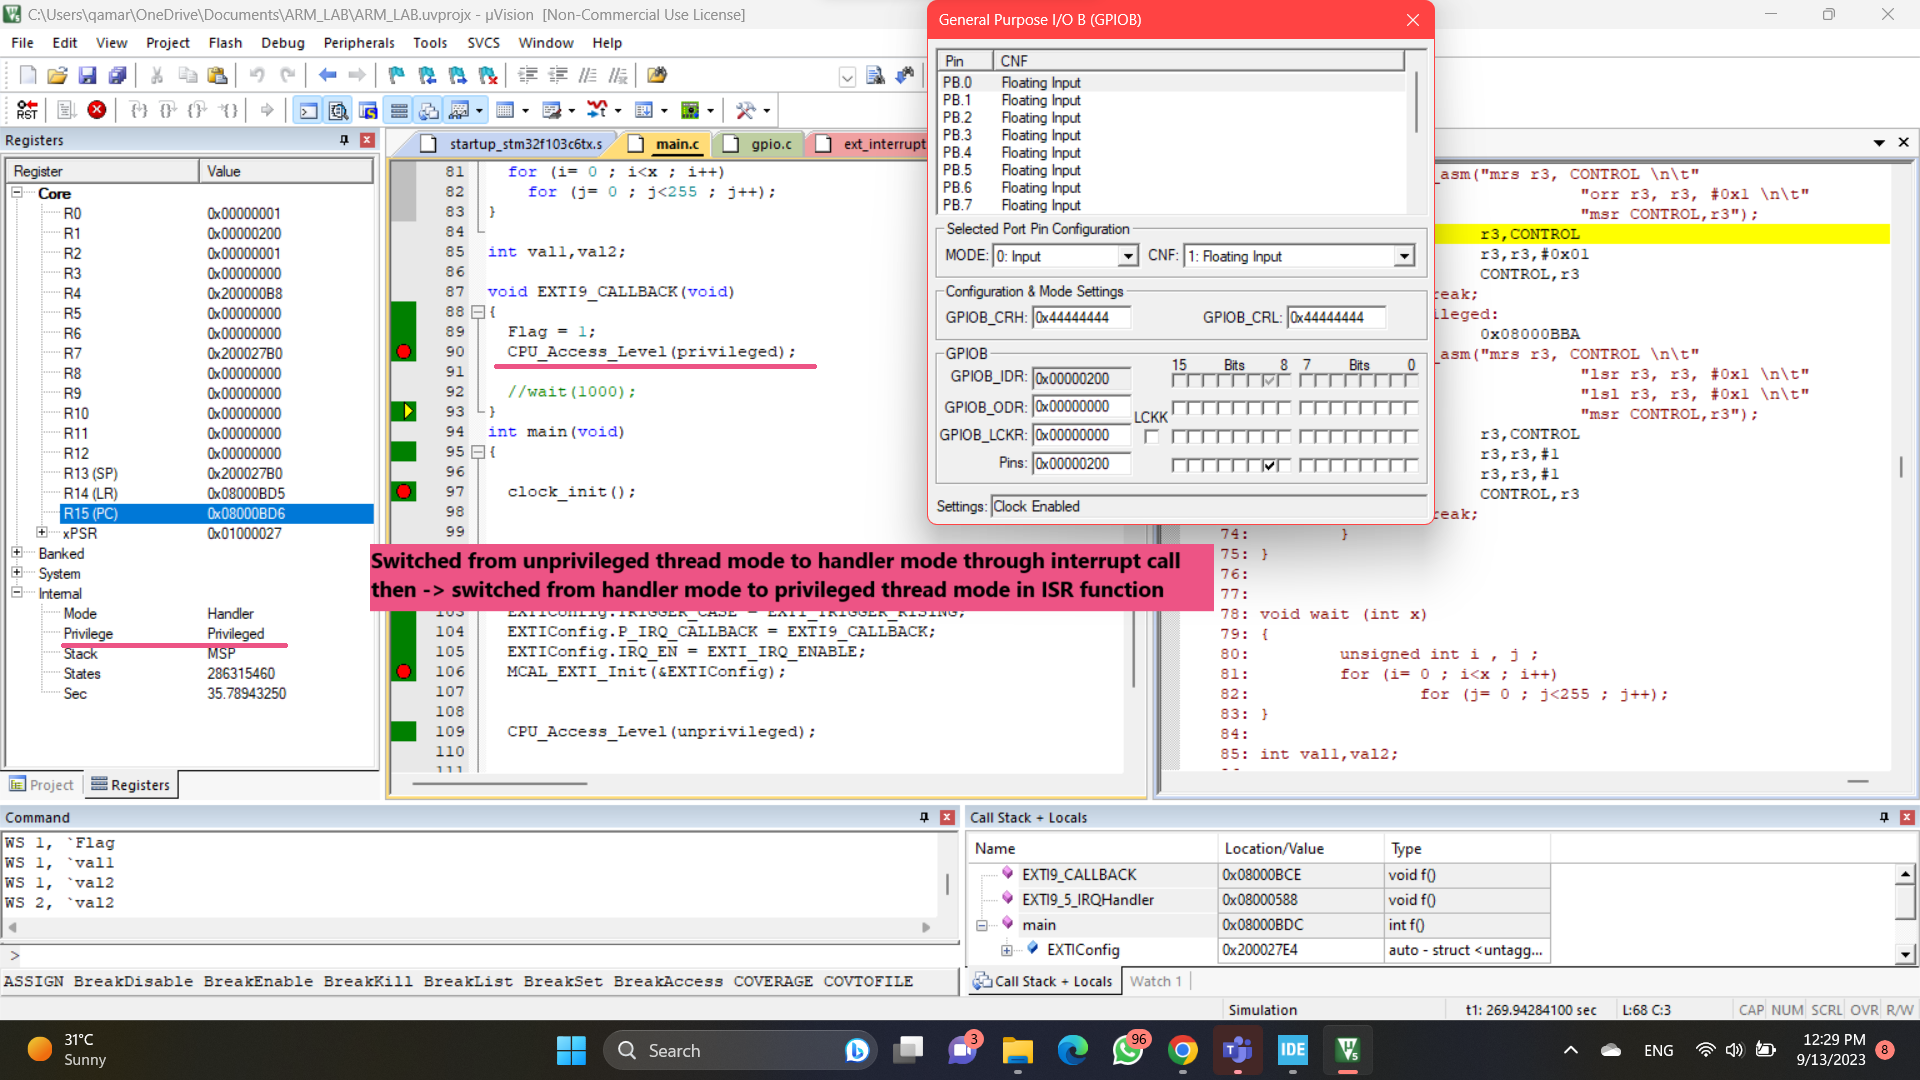 C:\Users\qamar\OneDrive\Documents\ARM_LAB\ARM_LAB.uvprojx - µVision  [Non-Commercial Use License]
File Edit View Project Flash Debug Peripherals Tools SVCS Window Help
RST
Registers
Register Value
Core
R0 0x00000001
R1 0x00000200
R2 0x00000001
R3 0x00000000
R4 0x200000B8
R5 0x00000000
R6 0x00000000
R7 0x200027B0
R8 0x00000000
R9 0x00000000
R10 0x00000000
R11 0x00000000
R12 0x00000000
R13 (SP) 0x200027B0
R14 (LR) 0x08000BD5
R15 (PC) 0x08000BD6
xPSR 0x01000027
Banked
System
Internal
Mode Handler
Privilege Privileged
Stack MSP
States 286315460
Sec 35.78943250
Project Registers
startup_stm32f103c6tx.s main.c gpio.c ext_interrupt
81 for (i= 0 ; i<x ; i++)
82 for (j= 0 ; j<255 ; j++);
83 }
84
85 int val1,val2;
86
87 void EXTI9_CALLBACK(void)
88 {
89 Flag = 1;
90 CPU_Access_Level(privileged);
91
92 //wait(1000);
93 }
94 int main(void)
95 {
96
97 clock_init();
98
99
Switched from unprivileged thread mode to handler mode through interrupt call
then -> switched from handler mode to privileged thread mode in ISR function
103 EXTIConfig.TRIGGER_CASE = EXTI_TRIGGER_RISING;
104 EXTIConfig.P_IRQ_CALLBACK = EXTI9_CALLBACK;
105 EXTIConfig.IRQ_EN = EXTI_IRQ_ENABLE;
106 MCAL_EXTI_Init(&EXTIConfig);
107
108
109 CPU_Access_Level(unprivileged);
110
111
General Purpose I/O B (GPIOB)
Pin CNF
PB.0 Floating Input
PB.1 Floating Input
PB.2 Floating Input
PB.3 Floating Input
PB.4 Floating Input
PB.5 Floating Input
PB.6 Floating Input
PB.7 Floating Input
Selected Port Pin Configuration
MODE: 0: Input CNF: 1: Floating Input
Configuration & Mode Settings
GPIOB_CRH: 0x44444444 GPIOB_CRL: 0x44444444
GPIOB
15 Bits 8 7 Bits 0
GPIOB_IDR: 0x00000200
GPIOB_ODR: 0x00000000
LCKK
GPIOB_LCKR: 0x00000000
Pins: 0x00000200
Settings: Clock Enabled
_asm("mrs r3, CONTROL \n\t"
"orr r3, r3, #0x1 \n\t"
"msr CONTROL,r3");
r3,CONTROL
r3,r3,#0x01
CONTROL,r3
reak;
ileged:
0x08000BBA
_asm("mrs r3, CONTROL \n\t"
"lsr r3, r3, #0x1 \n\t"
"lsl r3, r3, #0x1 \n\t"
"msr CONTROL,r3");
r3,CONTROL
r3,r3,#1
r3,r3,#1
CONTROL,r3
reak;
74: }
75: }
76:
77:
78: void wait (int x)
79: {
80: unsigned int i , j ;
81: for (i= 0 ; i<x ; i++)
82: for (j= 0 ; j<255 ; j++);
83: }
84:
85: int val1,val2;
Command
WS 1, `Flag
WS 1, `val1
WS 1, `val2
WS 2, `val2
>
ASSIGN BreakDisable BreakEnable BreakKill BreakList BreakSet BreakAccess COVERAGE COVTOFILE
Call Stack + Locals
Name Location/Value Type
EXTI9_CALLBACK 0x08000BCE void f()
EXTI9_5_IRQHandler 0x08000588 void f()
main 0x08000BDC int f()
EXTIConfig 0x200027E4 auto - struct <untagg...
Call Stack + Locals Watch 1
Simulation t1: 269.94284100 sec L:68 C:3 CAP NUM SCRL OVR R/W
31°C
Sunny
Search
3
96
IDE
ENG
12:29 PM
9/13/2023
8